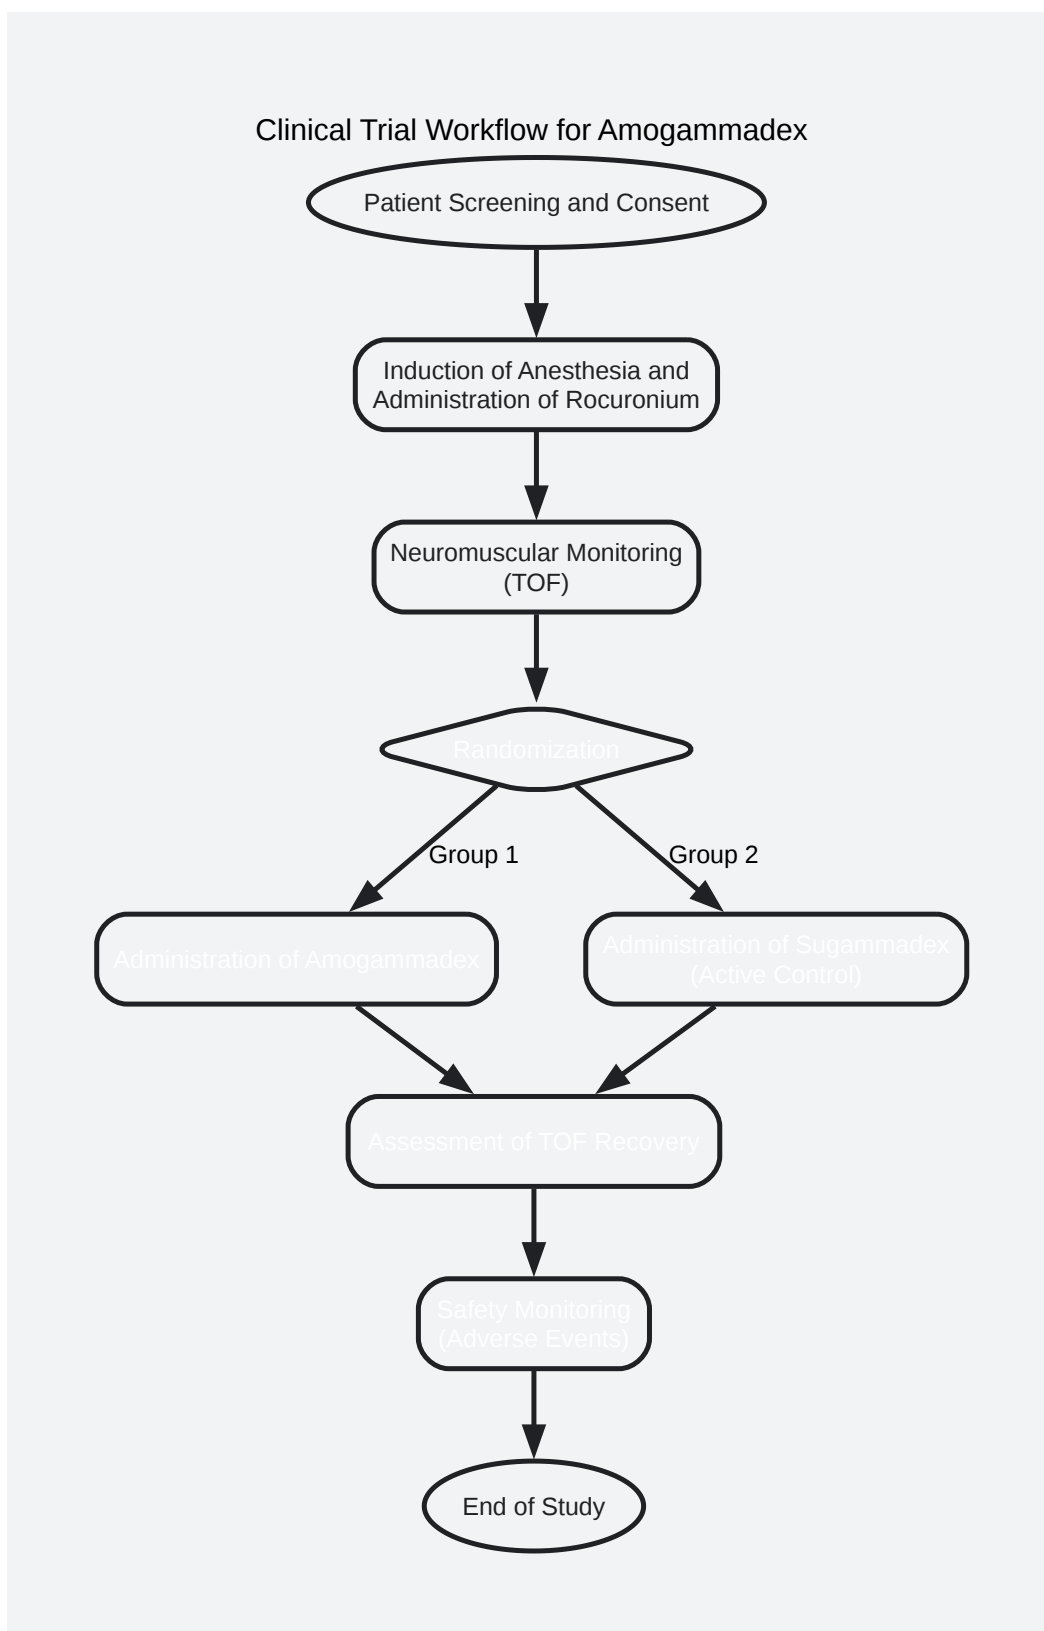 Clinical Trial Workflow for Amogammadex
Patient Screening and Consent
Induction of Anesthesia and
Administration of Rocuronium
Neuromuscular Monitoring
(TOF)
Randomization
Group 1
Group 2
Administration of Amogammadex
Administration of Sugammadex
(Active Control)
Assessment of TOF Recovery
Safety Monitoring
(Adverse Events)
End of Study